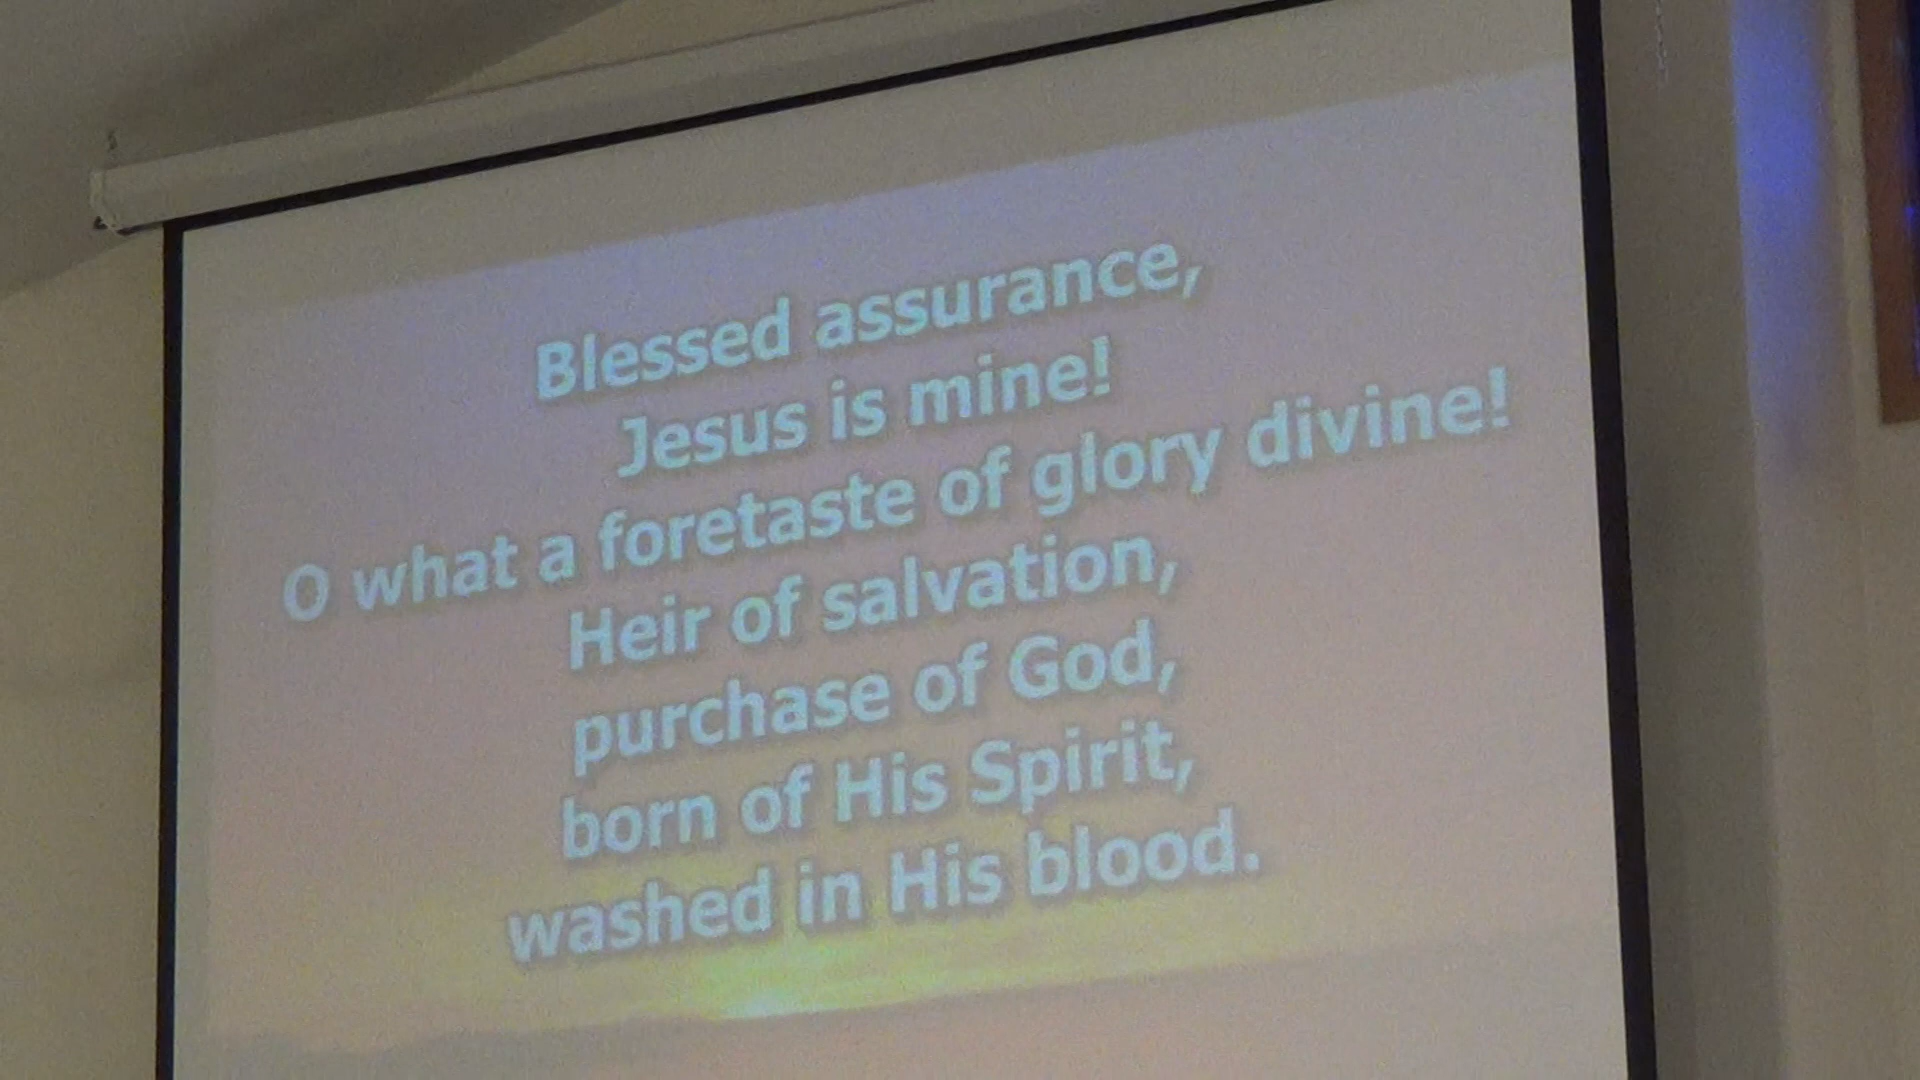 Blessed assurance,
Jesus is mine!
O what a foretaste of glory divine!
Heir of salvation,
purchase of God,
born of His Spirit,
washed in His blood.